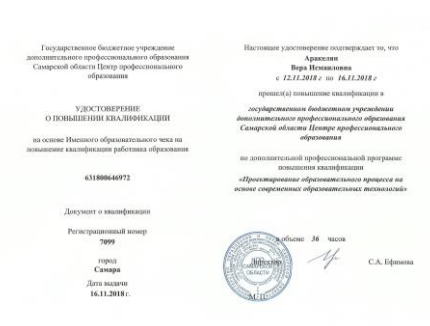 Государственное бюджетное учреждение
дополнительного профессионального образования
Самарской области Центр профессионального
образования
УДОСТОВЕРЕНИЕ
О ПОВЫШЕНИИ КВАЛИФИКАЦИИ
на основе Именного образовательного чека на
повышение квалификации работника образования
631800646972
Документ о квалификации
Регистрационный номер
7099
город
Самара
Дата выдачи
16.11.2018 г.
Настоящее удостоверение подтверждает то, что
Аракелян
Вера Исмаиловна
с 12.11.2018 г по 16.11.2018 г
прошел(а) повышение квалификации в
государственном бюджетном учреждении
дополнительного профессионального образования
Самарской области Центре профессионального
образования
по дополнительной профессиональной программе
повышения квалификации
«Проектирование образовательного процесса на
основе современных образовательных технологий»
в объеме 36 часов
Директор С.А. Ефимова
М.П.